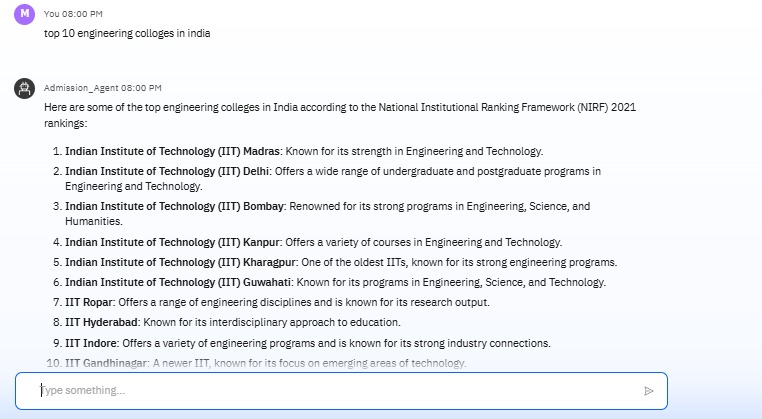 M
You 08:00 PM
top 10 engineering colloges in india
Admission_Agent 08:00 PM
Here are some of the top engineering colleges in India according to the National Institutional Ranking Framework (NIRF) 2021
rankings:
1. Indian Institute of Technology (IIT) Madras: Known for its strength in Engineering and Technology.
2. Indian Institute of Technology (IIT) Delhi: Offers a wide range of undergraduate and postgraduate programs in
Engineering and Technology.
3. Indian Institute of Technology (IIT) Bombay: Renowned for its strong programs in Engineering, Science, and
Humanities.
4. Indian Institute of Technology (IIT) Kanpur: Offers a variety of courses in Engineering and Technology.
5. Indian Institute of Technology (IIT) Kharagpur: One of the oldest IITs, known for its strong engineering programs.
6. Indian Institute of Technology (IIT) Guwahati: Known for its programs in Engineering, Science, and Technology.
7. IIT Ropar: Offers a range of engineering disciplines and is known for its research output.
8. IIT Hyderabad: Known for its interdisciplinary approach to education.
9. IIT Indore: Offers a variety of engineering programs and is known for its strong industry connections.
10. IIT Gandhinagar: A newer IIT, known for its focus on emerging areas of technology.
Type something...